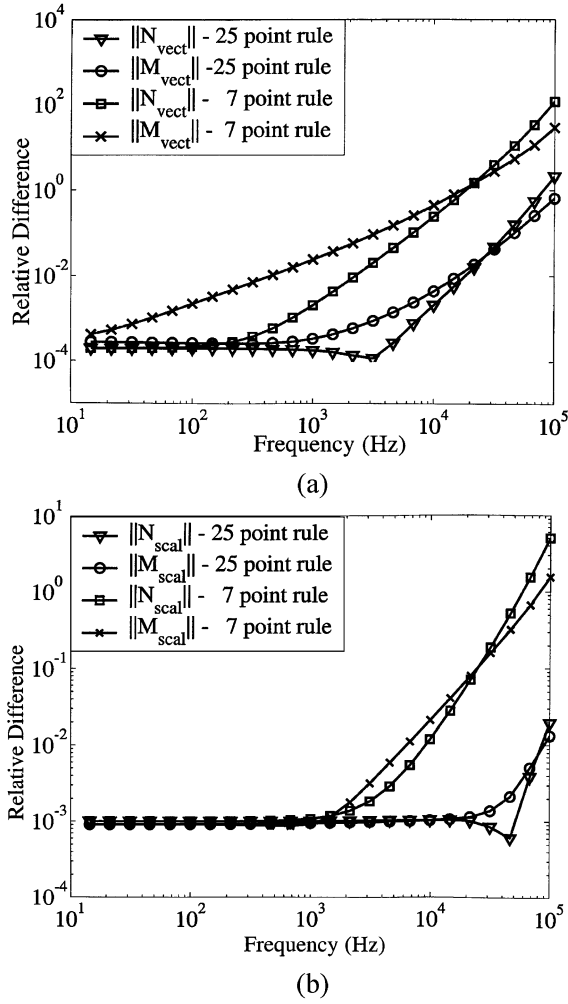 10^4
||N_vect|| - 25 point rule
||M_vect|| -25 point rule
||N_vect|| - 7 point rule
||M_vect|| - 7 point rule
10^2
10^0
10^-2
10^-4
Relative Difference
10^1 10^2 10^3 10^4 10^5
Frequency (Hz)
(a)
10^1
||N_scal|| - 25 point rule
||M_scal|| - 25 point rule
||N_scal|| - 7 point rule
||M_scal|| - 7 point rule
10^0
10^-1
10^-2
10^-3
10^-4
Relative Difference
10^1 10^2 10^3 10^4 10^5
Frequency (Hz)
(b)